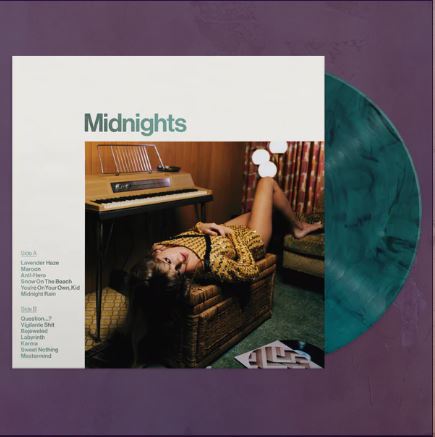 Midnights
Side A
Lavender Haze
Maroon
Anti-Hero
Snow On The Beach
You're On Your Own, Kid
Midnight Rain
Side B
Question...?
Vigilante Shit
Bejeweled
Labyrinth
Karma
Sweet Nothing
Mastermind